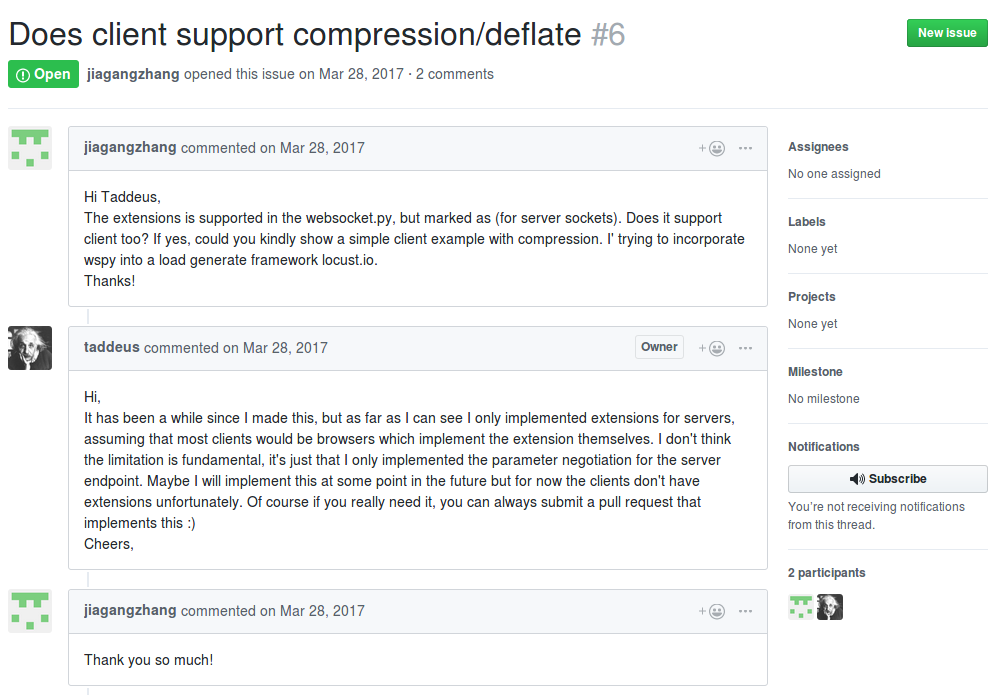 Does client support compression/deflate #6
New issue
Open jiagangzhang opened this issue on Mar 28, 2017 · 2 comments
jiagangzhang commented on Mar 28, 2017
Hi Taddeus,
The extensions is supported in the websocket.py, but marked as (for server sockets). Does it support
client too? If yes, could you kindly show a simple client example with compression. I' trying to incorporate
wspy into a load generate framework locust.io.
Thanks!
taddeus commented on Mar 28, 2017
Owner
Hi,
It has been a while since I made this, but as far as I can see I only implemented extensions for servers,
assuming that most clients would be browsers which implement the extension themselves. I don't think
the limitation is fundamental, it's just that I only implemented the parameter negotiation for the server
endpoint. Maybe I will implement this at some point in the future but for now the clients don't have
extensions unfortunately. Of course if you really need it, you can always submit a pull request that
implements this :)
Cheers,
jiagangzhang commented on Mar 28, 2017
Thank you so much!
Assignees
No one assigned
Labels
None yet
Projects
None yet
Milestone
No milestone
Notifications
Subscribe
You're not receiving notifications
from this thread.
2 participants